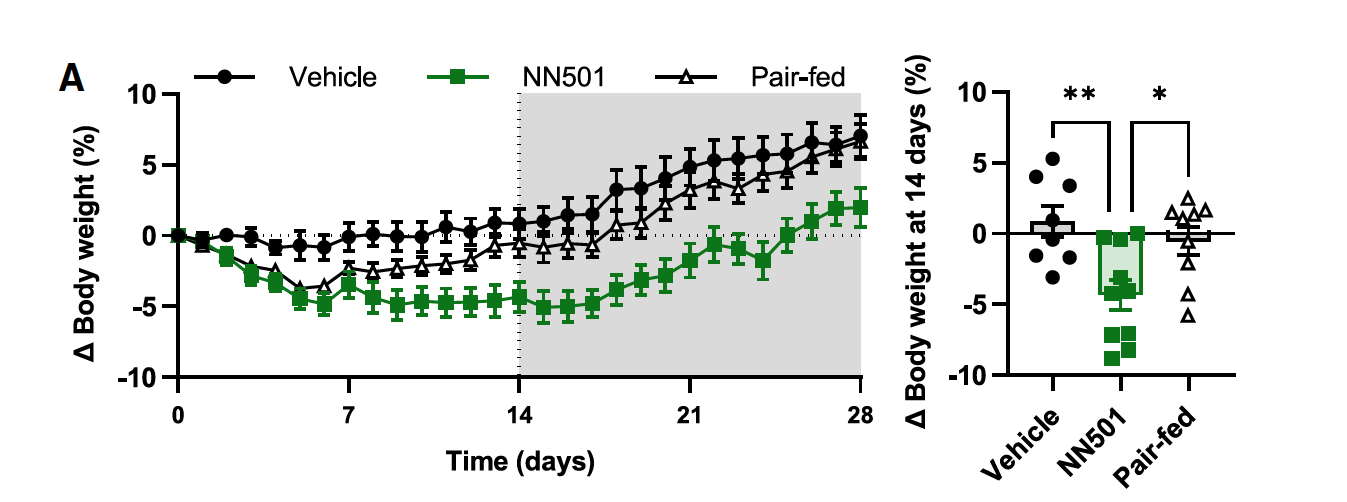 A
Vehicle NN501 Pair-fed
Δ Body weight (%)
10
5
0
-5
-10
0 7 14 21 28
Time (days)
Δ Body weight at 14 days (%)
** *
10
5
0
-5
-10
Vehicle
NN501
Pair-fed